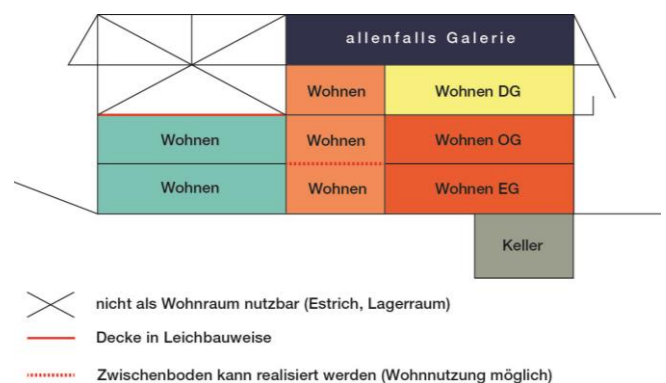 allenfalls Galerie
Wohnen Wohnen DG
Wohnen Wohnen Wohnen OG
Wohnen Wohnen Wohnen EG
Keller
nicht als Wohnraum nutzbar (Estrich, Lagerraum)
Decke in Leichbauweise
Zwischenboden kann realisiert werden (Wohnnutzung möglich)